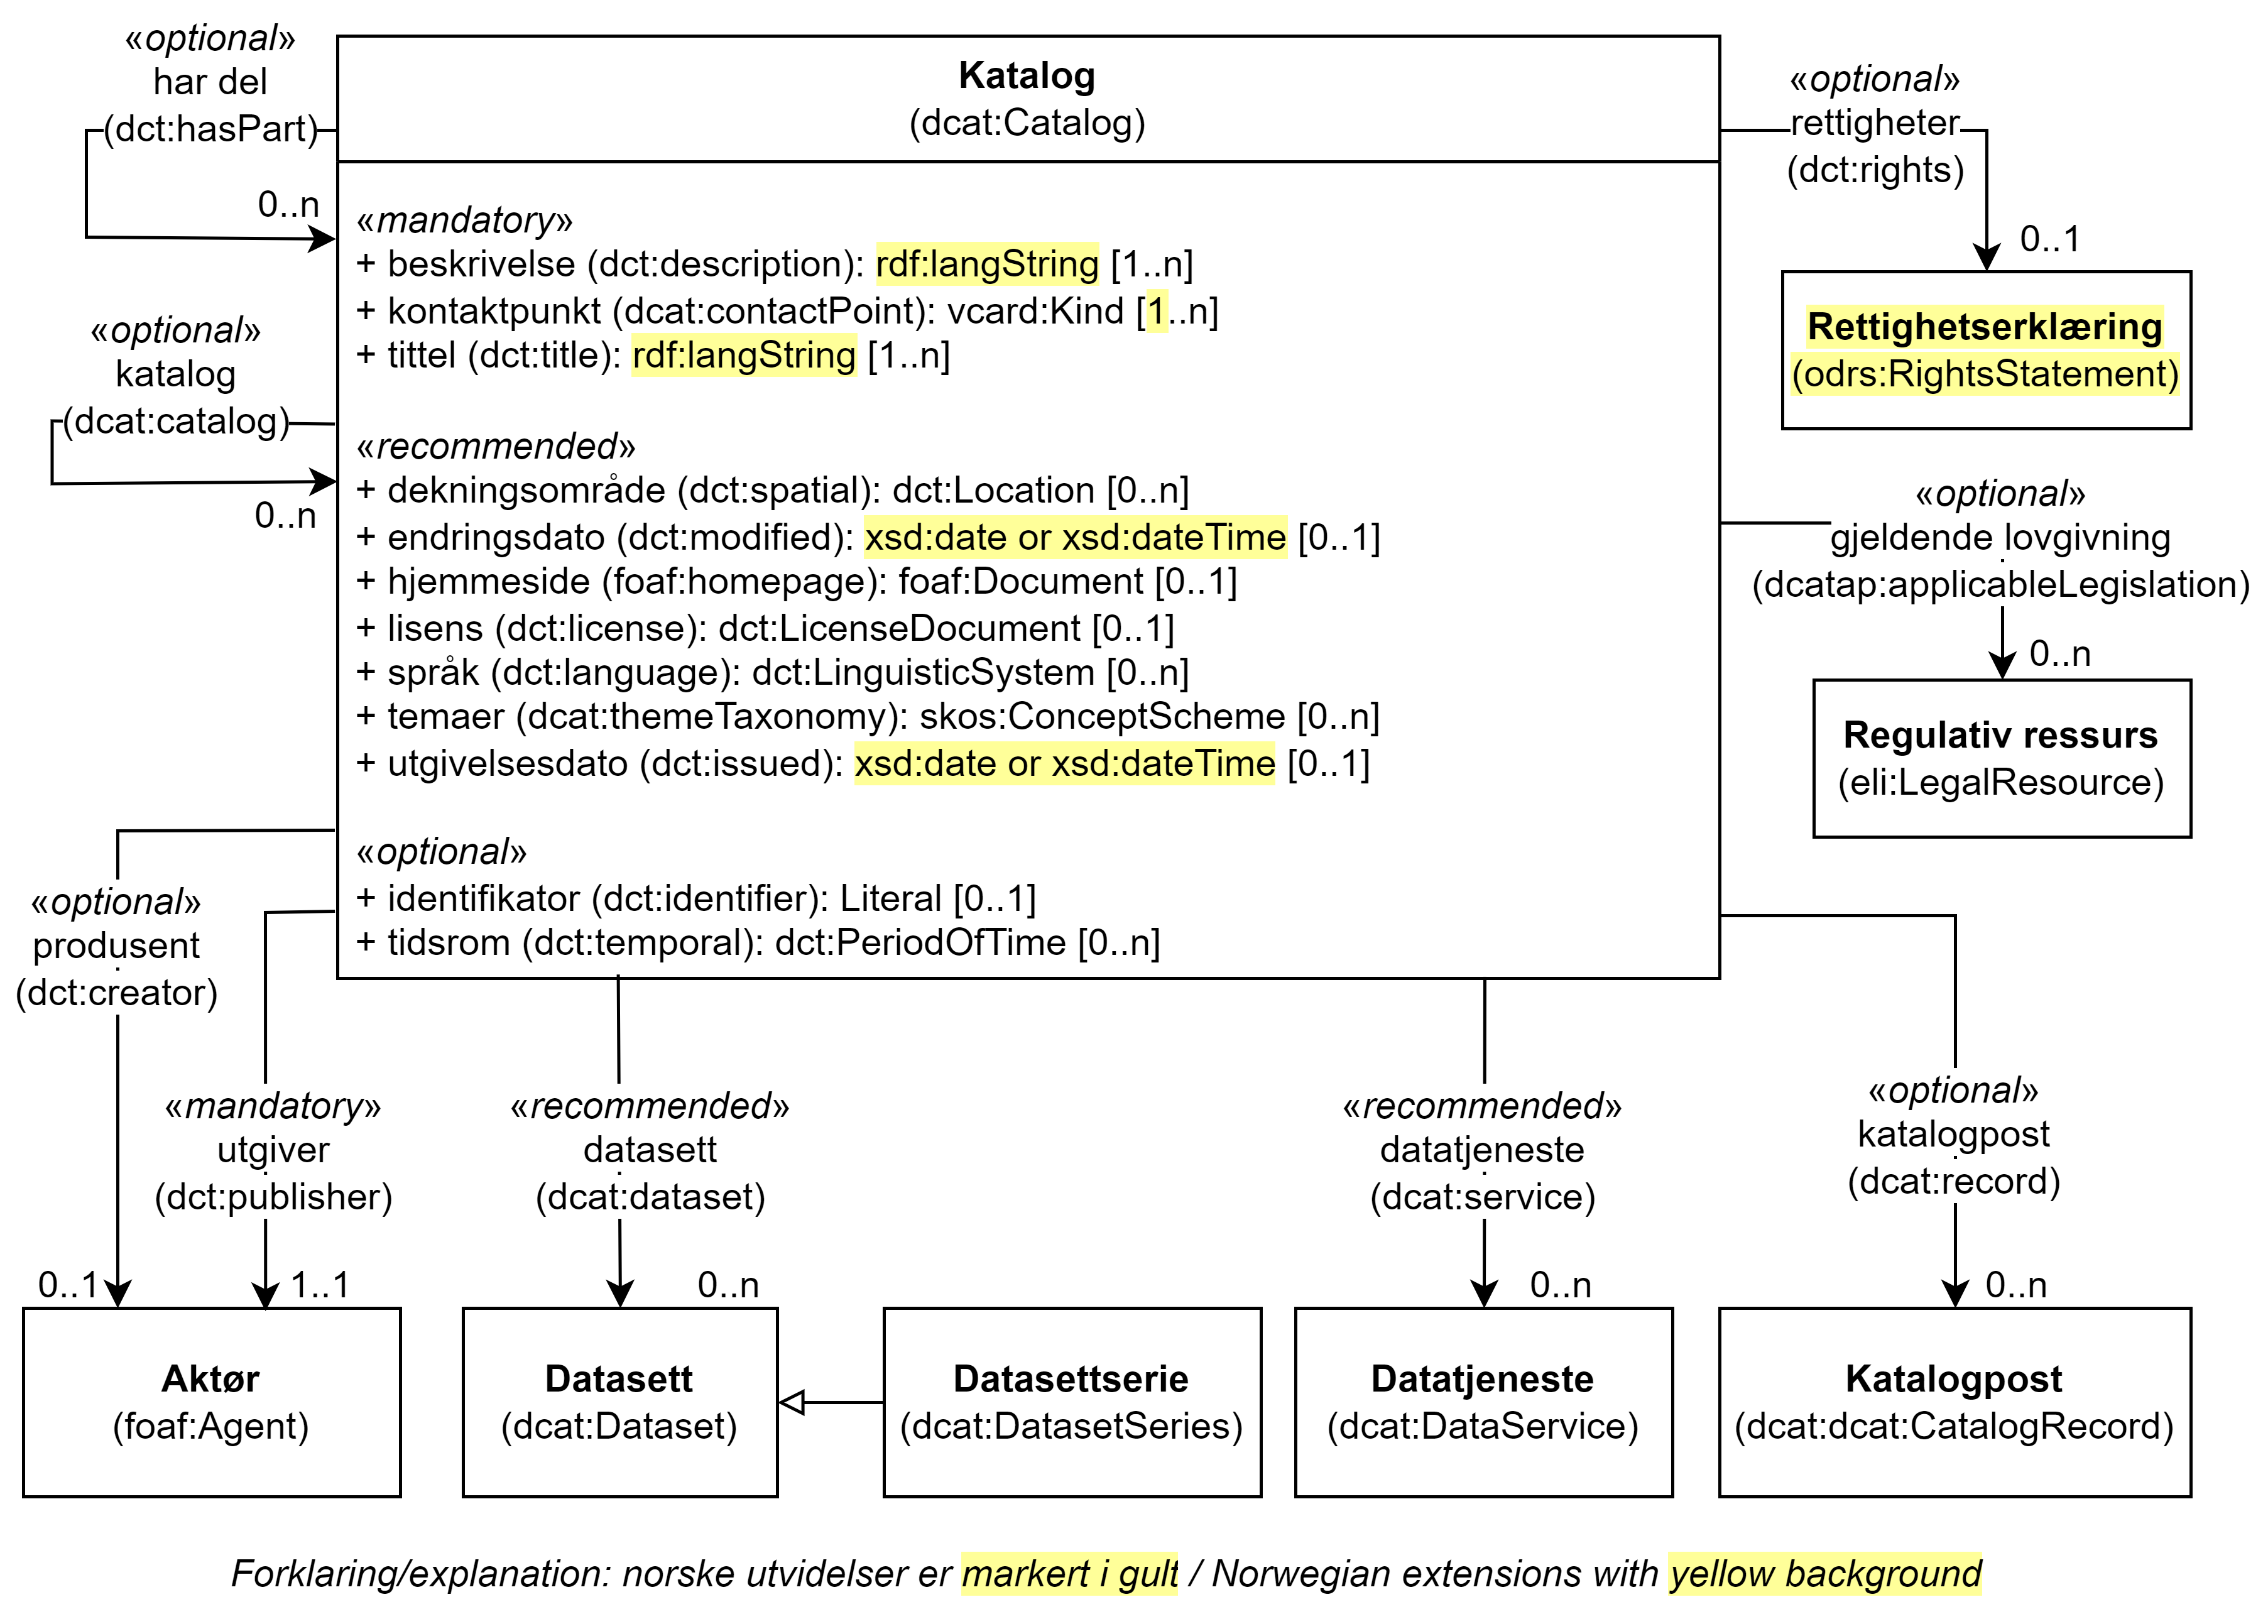 «optional»
har del
(dct:hasPart)
0..n
«optional»
katalog
(dcat:catalog)
0..n
Katalog
(dcat:Catalog)
«mandatory»
+ beskrivelse (dct:description): rdf:langString [1..n]
+ kontaktpunkt (dcat:contactPoint): vcard:Kind [1..n]
+ tittel (dct:title): rdf:langString [1..n]
«recommended»
+ dekningsområde (dct:spatial): dct:Location [0..n]
+ endringsdato (dct:modified): xsd:date or xsd:dateTime [0..1]
+ hjemmeside (foaf:homepage): foaf:Document [0..1]
+ lisens (dct:license): dct:LicenseDocument [0..1]
+ språk (dct:language): dct:LinguisticSystem [0..n]
+ temaer (dcat:themeTaxonomy): skos:ConceptScheme [0..n]
+ utgivelsesdato (dct:issued): xsd:date or xsd:dateTime [0..1]
«optional»
+ identifikator (dct:identifier): Literal [0..1]
+ tidsrom (dct:temporal): dct:PeriodOfTime [0..n]
«optional»
rettigheter
(dct:rights)
0..1
Rettighetserklæring
(odrs:RightsStatement)
«optional»
gjeldende lovgivning
(dcatap:applicableLegislation)
0..n
Regulativ ressurs
(eli:LegalResource)
«optional»
produsent
(dct:creator)
0..1
«mandatory»
utgiver
(dct:publisher)
1..1
«recommended»
datasett
(dcat:dataset)
0..n
«recommended»
datatjeneste
(dcat:service)
0..n
«optional»
katalogpost
(dcat:record)
0..n
Aktør
(foaf:Agent)
Datasett
(dcat:Dataset)
Datasettserie
(dcat:DatasetSeries)
Datatjeneste
(dcat:DataService)
Katalogpost
(dcat:dcat:CatalogRecord)
Forklaring/explanation: norske utvidelser er markert i gult / Norwegian extensions with yellow background